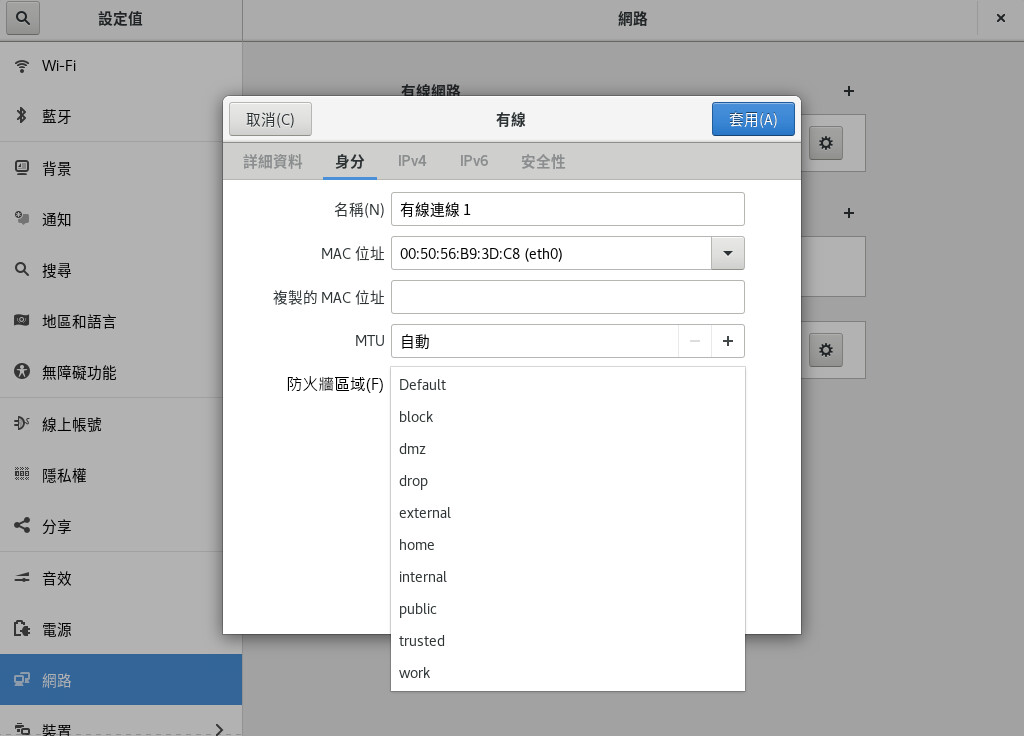 設定值
網路
Wi-Fi
藍牙
背景
通知
搜尋
地區和語言
無障礙功能
線上帳號
隱私權
分享
音效
電源
網路
裝置
有線網路
取消(C)
有線
套用(A)
詳細資料
身分
IPv4
IPv6
安全性
名稱(N)
有線連線 1
MAC 位址
00:50:56:B9:3D:C8 (eth0)
複製的 MAC 位址
MTU
自動
防火牆區域(F)
Default
block
dmz
drop
external
home
internal
public
trusted
work